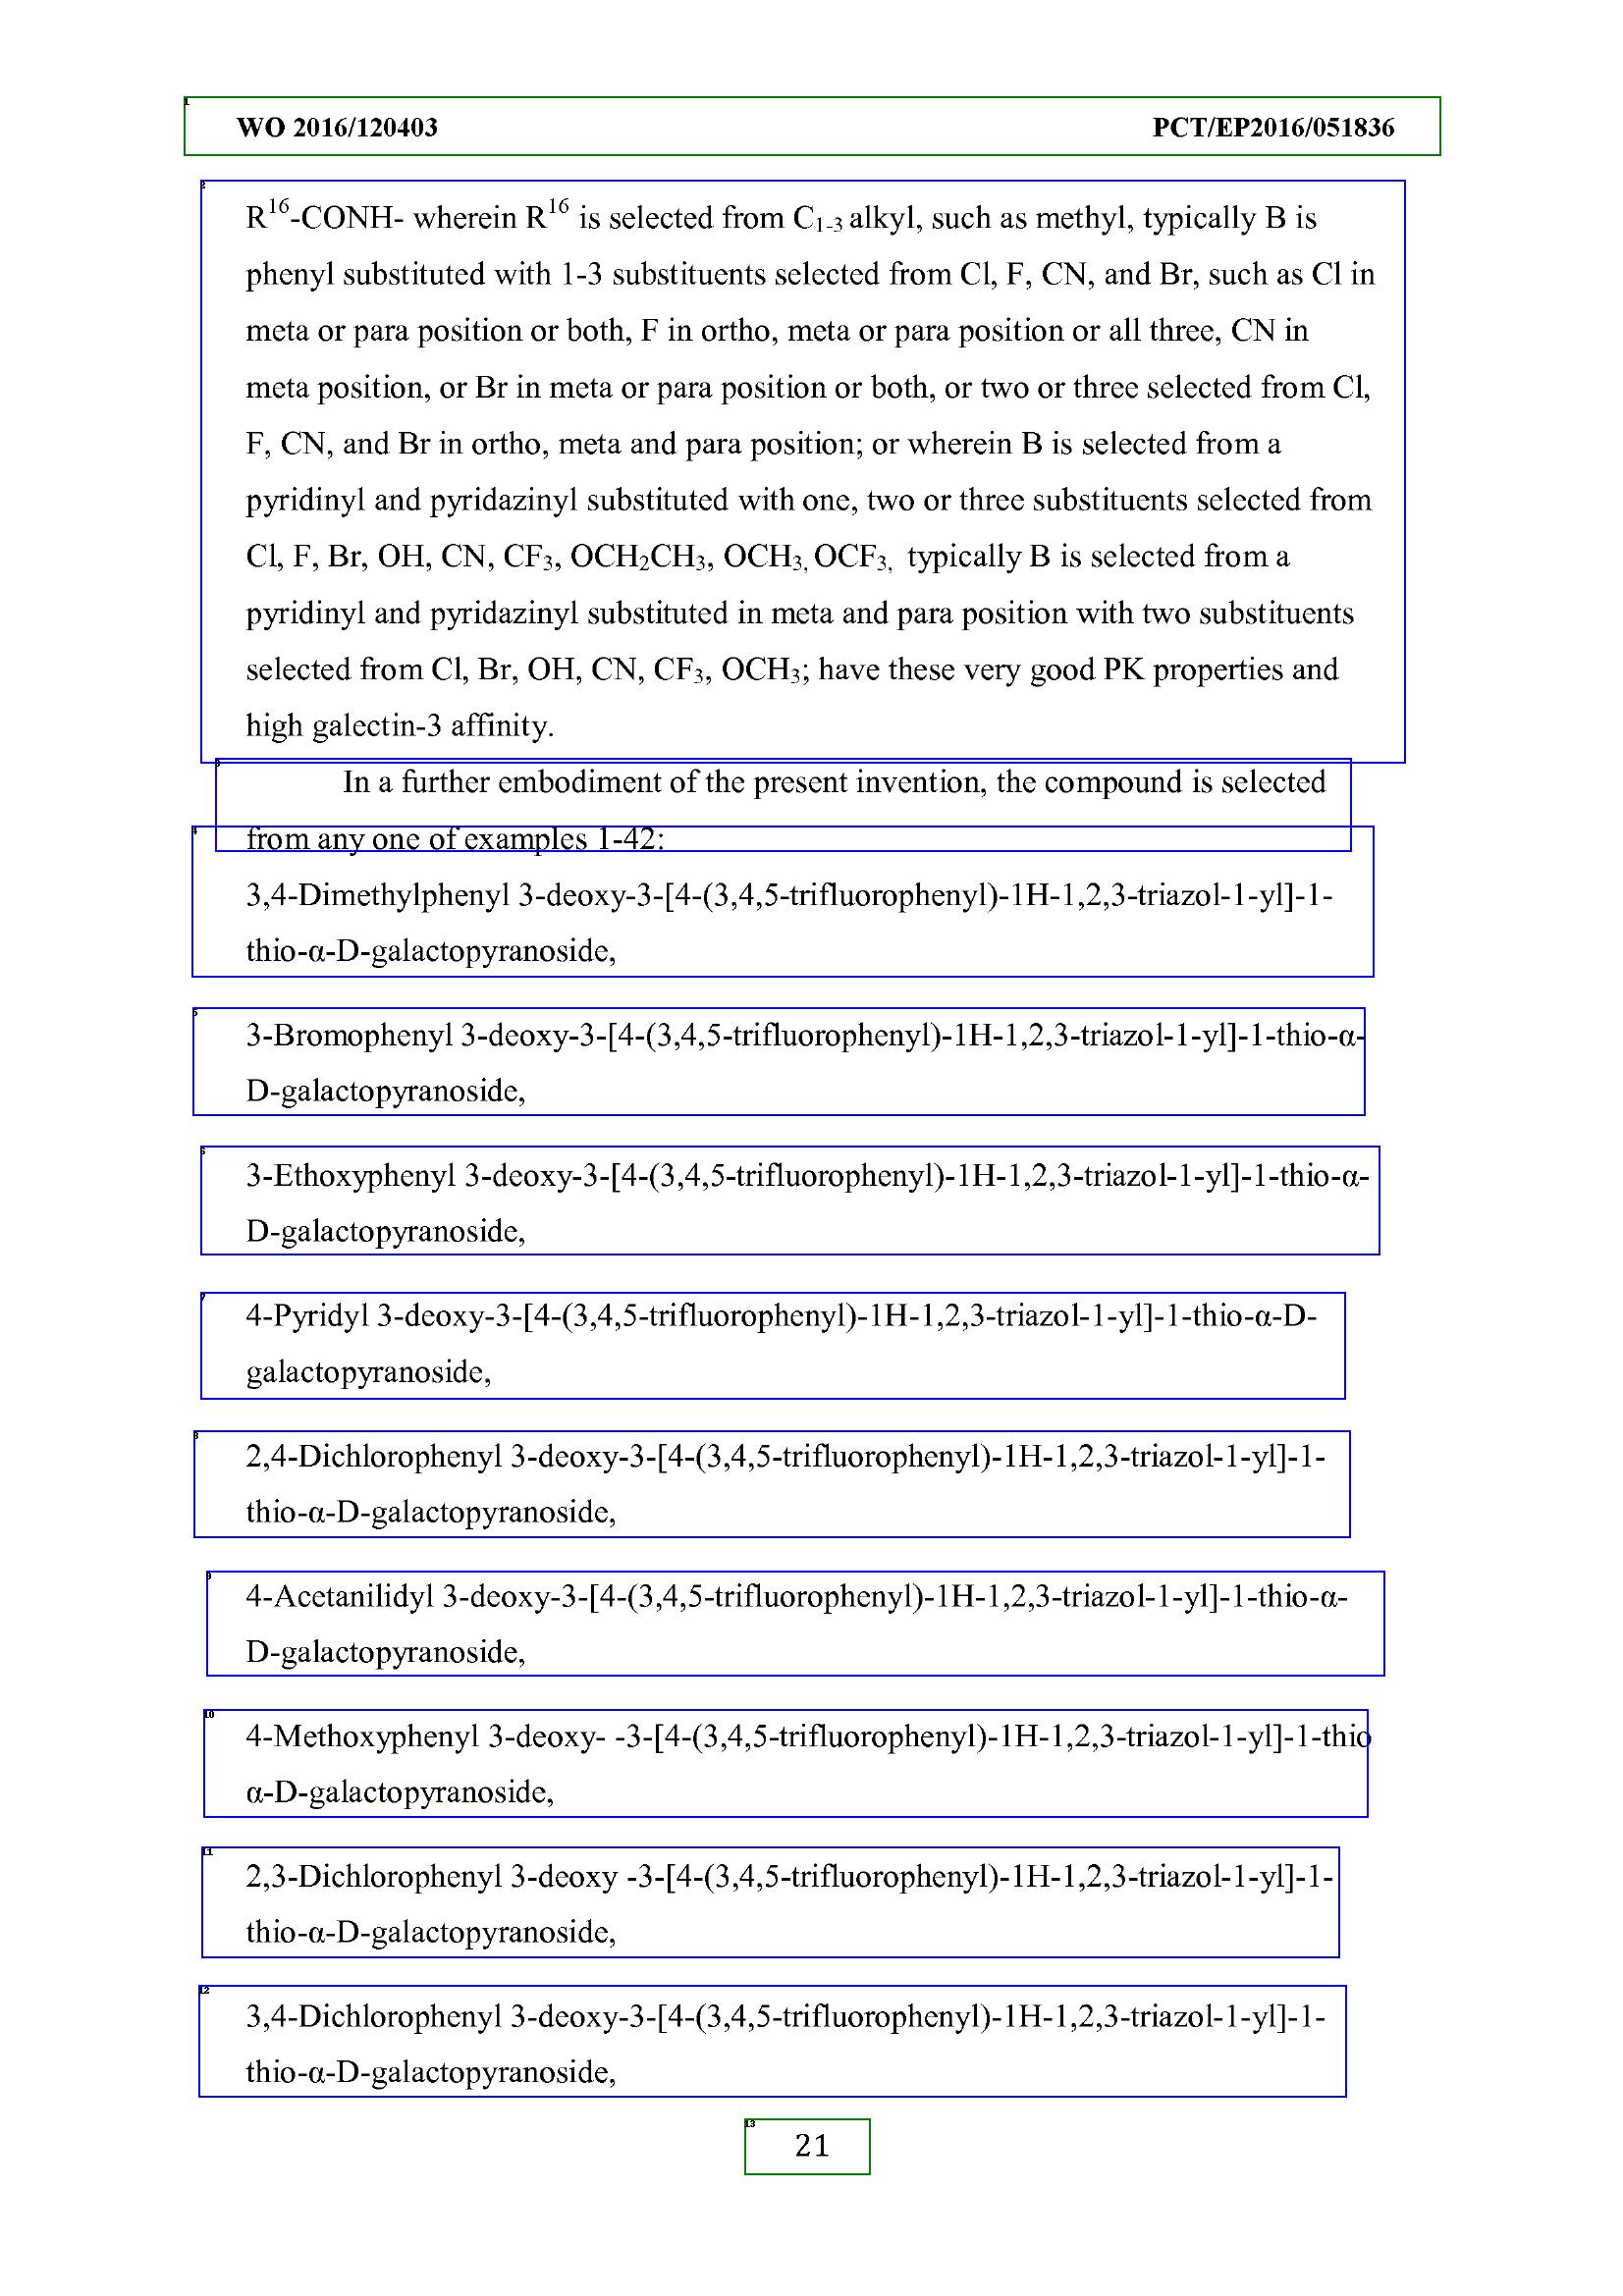 WO 2016/120403 PCT/EP2016/051836
R16-CONH- wherein R16 is selected from C1-3 alkyl, such as methyl, typically B is
phenyl substituted with 1-3 substituents selected from Cl, F, CN, and Br, such as Cl in
meta or para position or both, F in ortho, meta or para position or all three, CN in
meta position, or Br in meta or para position or both, or two or three selected from Cl,
F, CN, and Br in ortho, meta and para position; or wherein B is selected from a
pyridinyl and pyridazinyl substituted with one, two or three substituents selected from
Cl, F, Br, OH, CN, CF3, OCH2CH3, OCH3, OCF3, typically B is selected from a
pyridinyl and pyridazinyl substituted in meta and para position with two substituents
selected from Cl, Br, OH, CN, CF3, OCH3; have these very good PK properties and
high galectin-3 affinity.
In a further embodiment of the present invention, the compound is selected
from any one of examples 1-42:
3,4-Dimethylphenyl 3-deoxy-3-[4-(3,4,5-trifluorophenyl)-1H-1,2,3-triazol-1-yl]-1-
thio-α-D-galactopyranoside,
3-Bromophenyl 3-deoxy-3-[4-(3,4,5-trifluorophenyl)-1H-1,2,3-triazol-1-yl]-1-thio-α-
D-galactopyranoside,
3-Ethoxyphenyl 3-deoxy-3-[4-(3,4,5-trifluorophenyl)-1H-1,2,3-triazol-1-yl]-1-thio-α-
D-galactopyranoside,
4-Pyridyl 3-deoxy-3-[4-(3,4,5-trifluorophenyl)-1H-1,2,3-triazol-1-yl]-1-thio-α-D-
galactopyranoside,
2,4-Dichlorophenyl 3-deoxy-3-[4-(3,4,5-trifluorophenyl)-1H-1,2,3-triazol-1-yl]-1-
thio-α-D-galactopyranoside,
4-Acetanilidyl 3-deoxy-3-[4-(3,4,5-trifluorophenyl)-1H-1,2,3-triazol-1-yl]-1-thio-α-
D-galactopyranoside,
4-Methoxyphenyl 3-deoxy- -3-[4-(3,4,5-trifluorophenyl)-1H-1,2,3-triazol-1-yl]-1-thio
α-D-galactopyranoside,
2,3-Dichlorophenyl 3-deoxy -3-[4-(3,4,5-trifluorophenyl)-1H-1,2,3-triazol-1-yl]-1-
thio-α-D-galactopyranoside,
3,4-Dichlorophenyl 3-deoxy-3-[4-(3,4,5-trifluorophenyl)-1H-1,2,3-triazol-1-yl]-1-
thio-α-D-galactopyranoside,
21